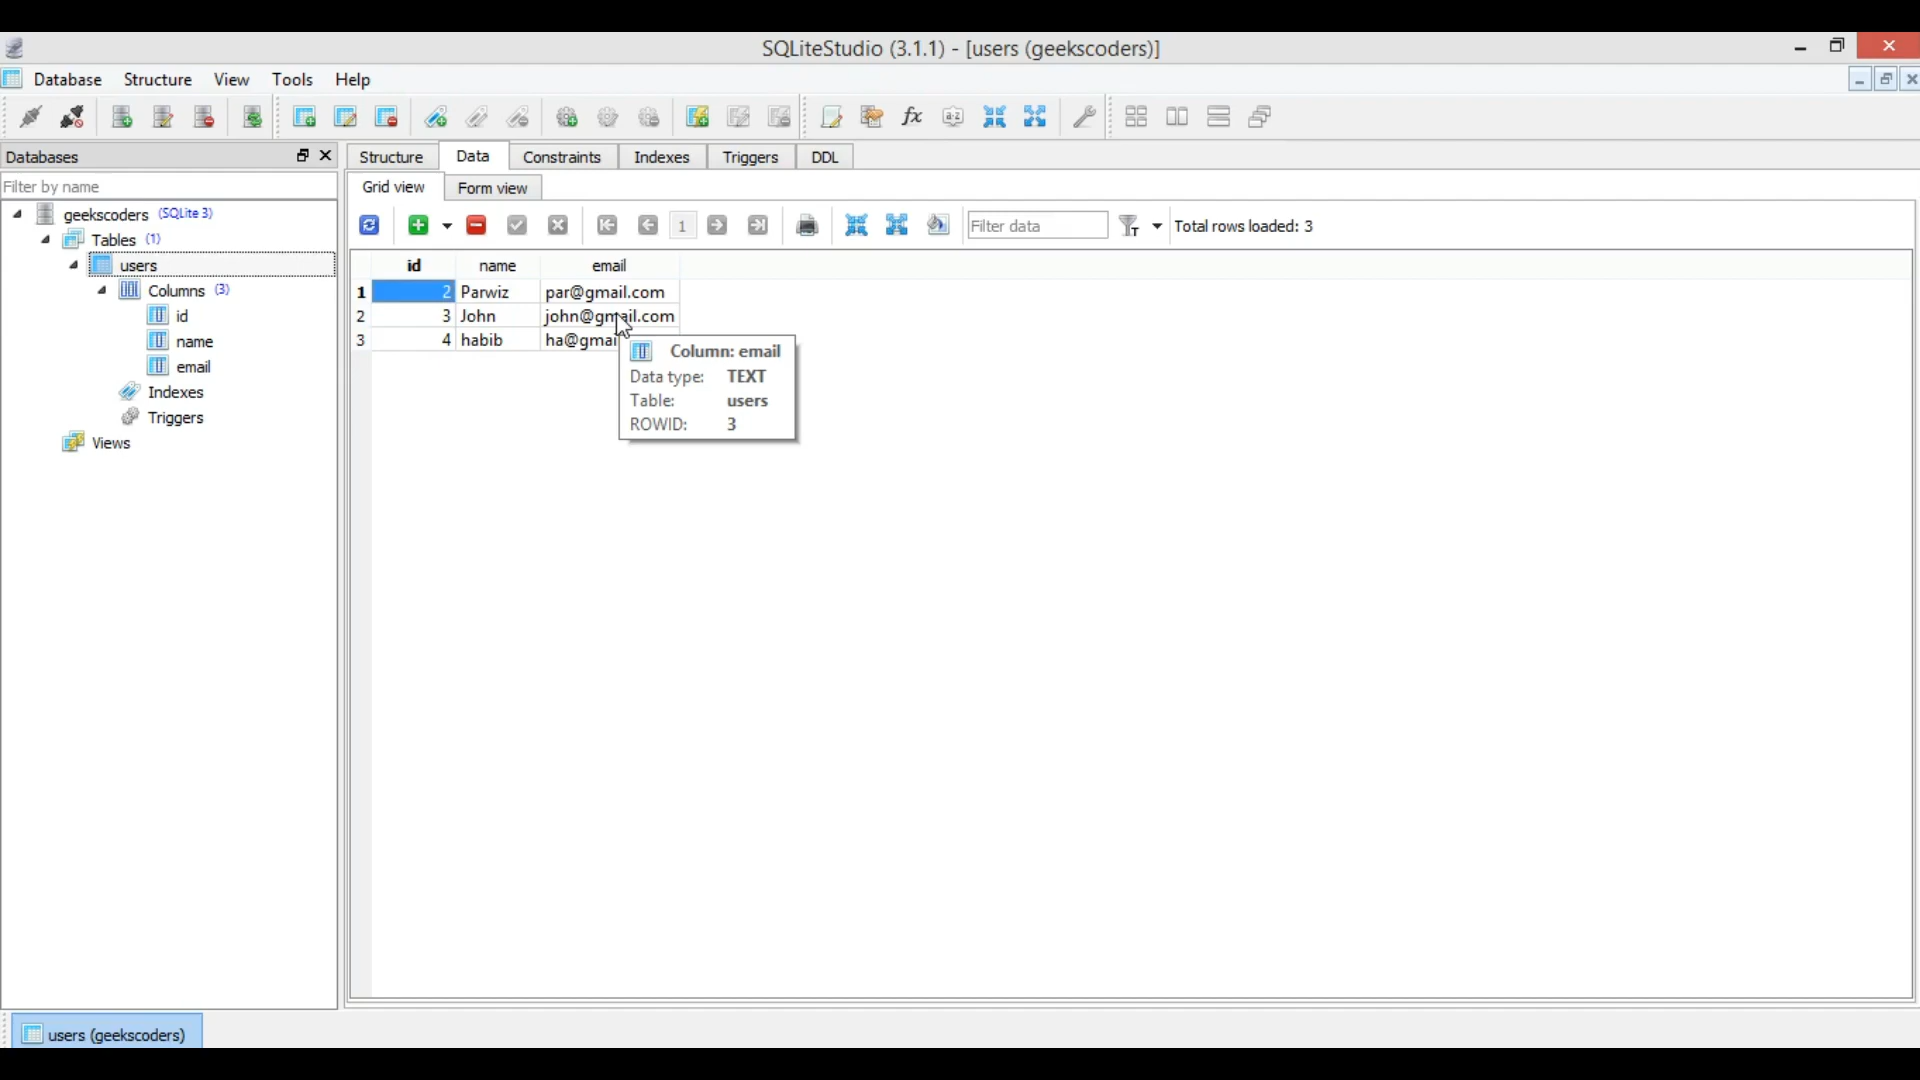 SQLiteStudio (3.1.1) - [users (geekscoders)]
Database Structure View Tools Help
Databases
Filter by name
geekscoders (SQLite 3)
Tables (1)
users
Columns (3)
id
name
email
Indexes
Triggers
Views
Structure Data Constraints Indexes Triggers DDL
Grid view Form view
1 Filter data Total rows loaded: 3
id name email
1 2 Parwiz par@gmail.com
2 3 John john@gmail.com
3 4 habib ha@gmai
Column: email
Data type: TEXT
Table: users
ROWID: 3
users (geekscoders)